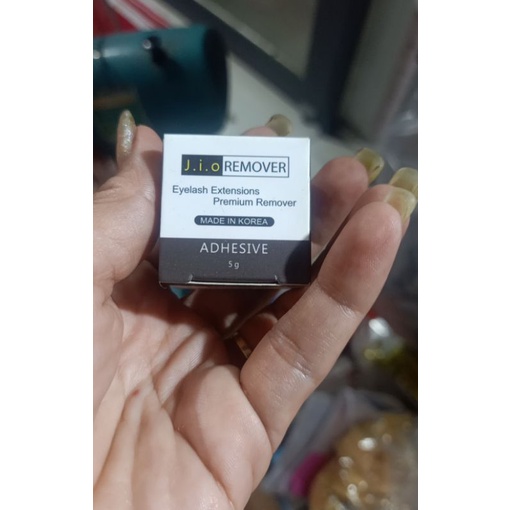 J.i.o REMOVER
Eyelash Extensions
Premium Remover
MADE IN KOREA
ADHESIVE
5g